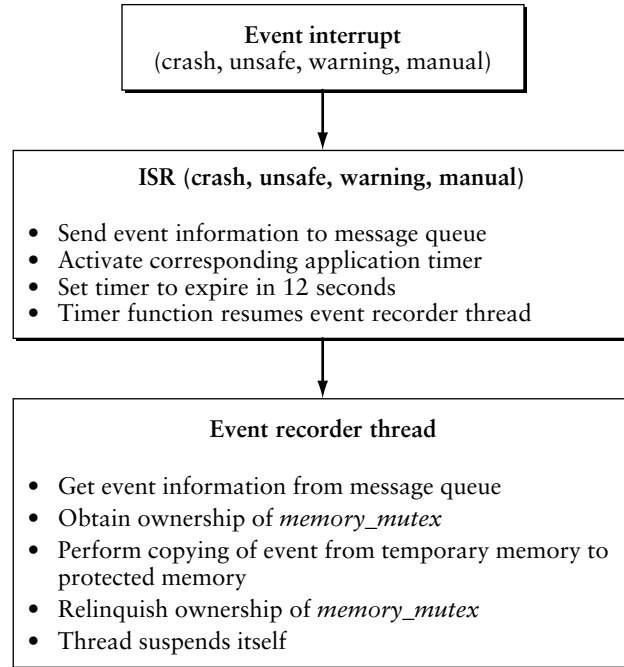 Event interrupt
(crash, unsafe, warning, manual)
ISR (crash, unsafe, warning, manual)
• Send event information to message queue
• Activate corresponding application timer
• Set timer to expire in 12 seconds
• Timer function resumes event recorder thread
Event recorder thread
• Get event information from message queue
• Obtain ownership of memory_mutex
• Perform copying of event from temporary memory to
protected memory
• Relinquish ownership of memory_mutex
• Thread suspends itself